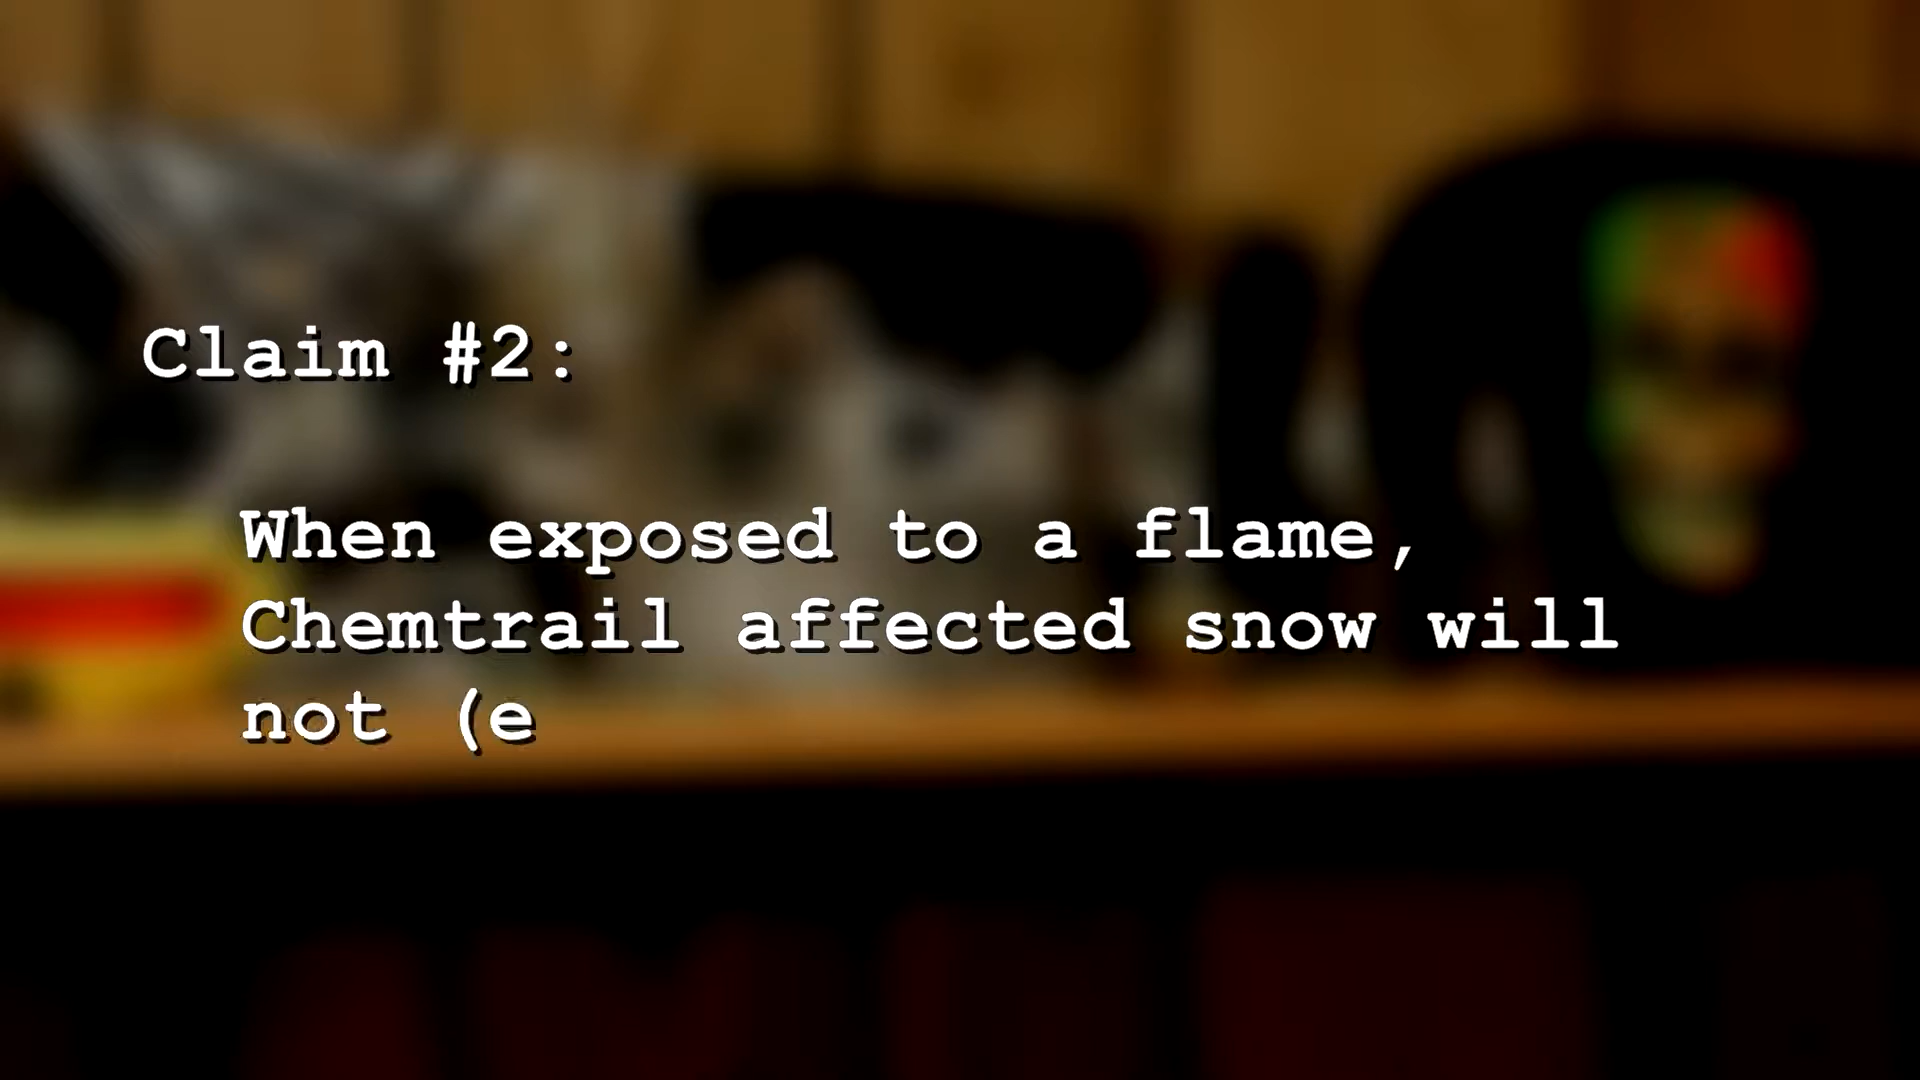 Claim #2:
When exposed to a flame,
Chemtrail affected snow will
not (e